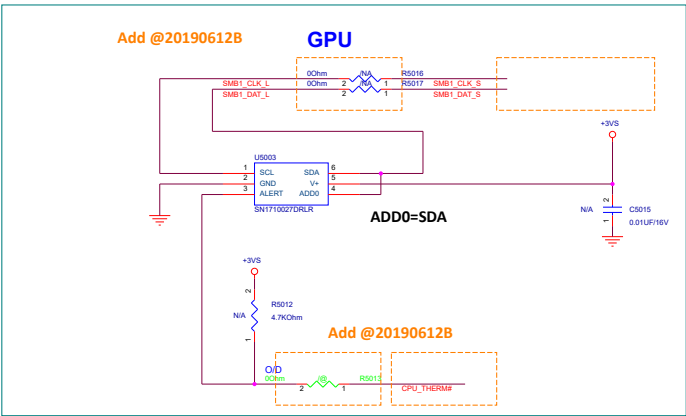 Add @20190612B
GPU
0Ohm /NA R5016
SMB1_CLK_L 0Ohm 2 /NA 1 R5017 SMB1_CLK_S
SMB1_DAT_L 2 1 SMB1_DAT_S
+3VS
U5003
1 SCL SDA 6
2 GND V+ 5
3 ALERT ADD0 4
SN1710027DRLR
ADD0=SDA
N/A 2 C5015
1 0.01UF/16V
+3VS
2
R5012
N/A 4.7KOhm
1
Add @20190612B
O/D
0Ohm /@
2 1 CPU_THERM#